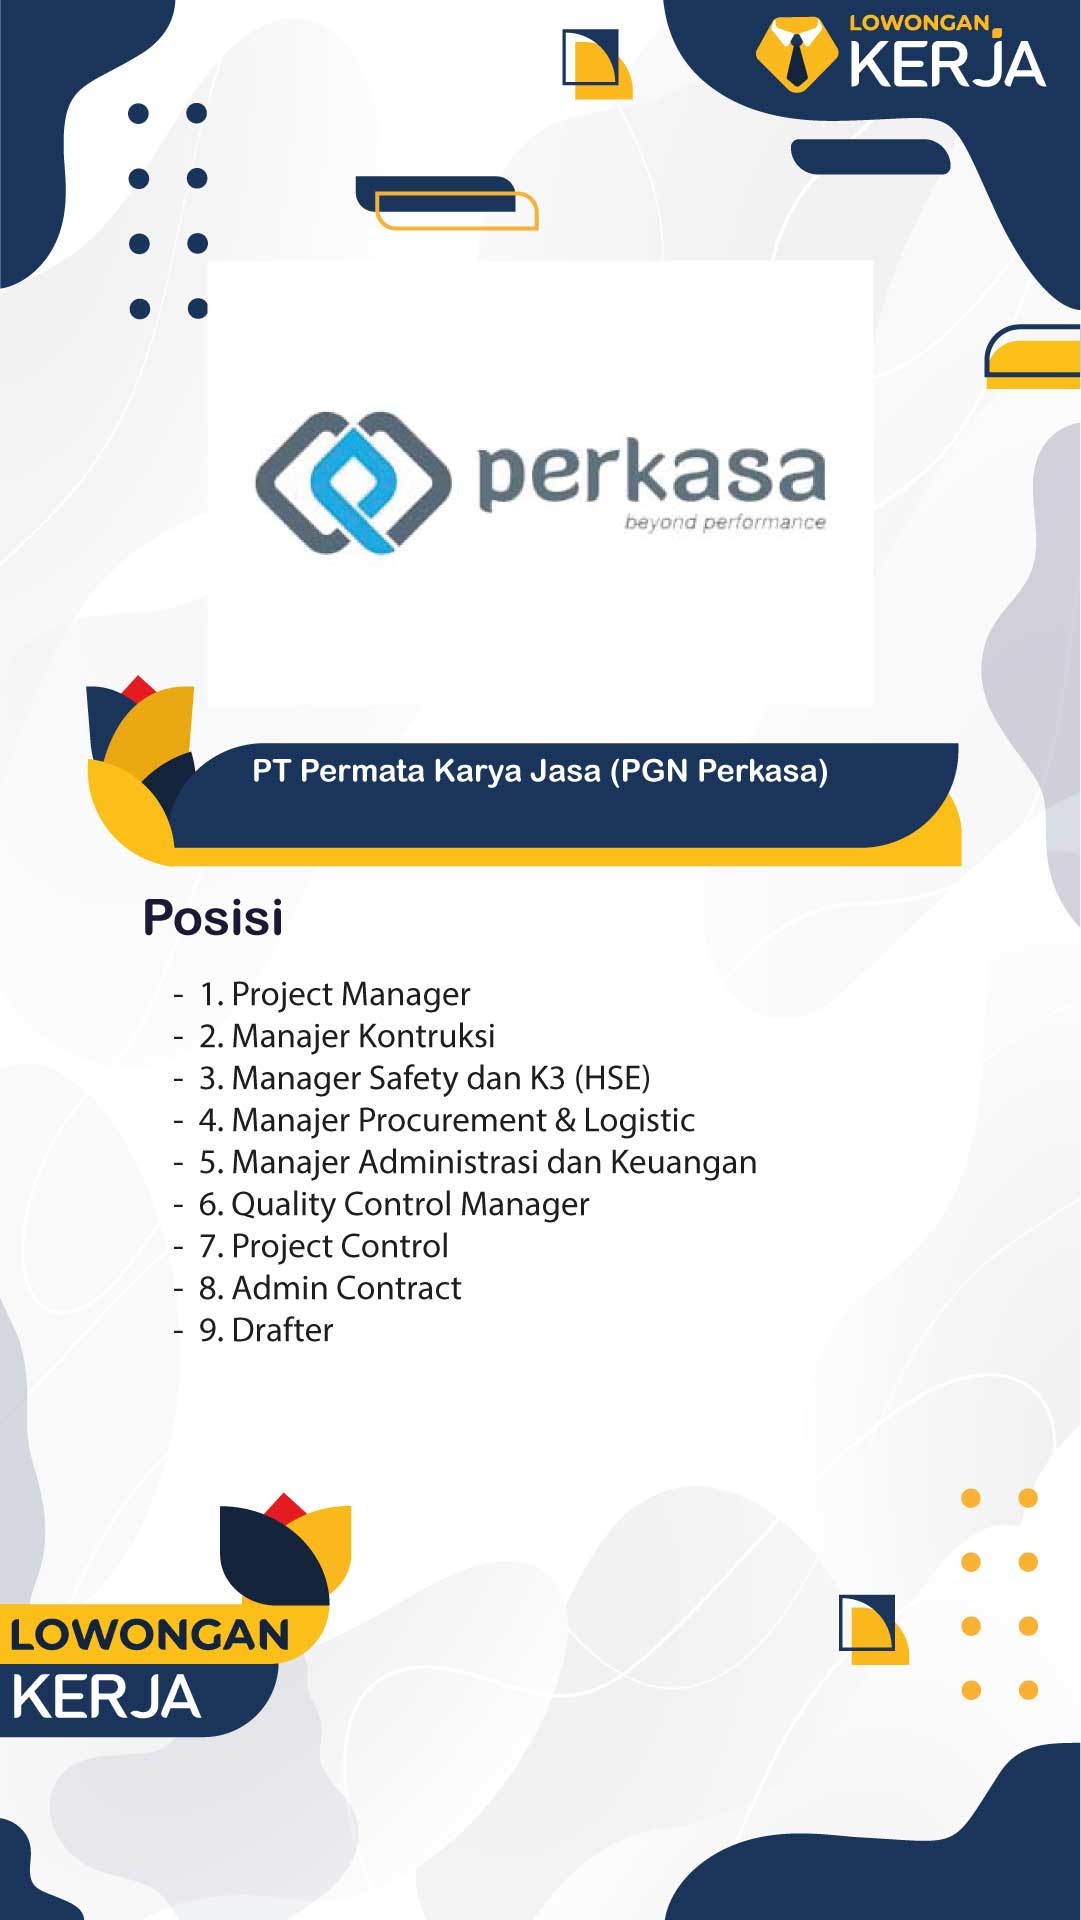 LOWONGAN
KERJA
perkasa
beyond performance
PT Permata Karya Jasa (PGN Perkasa)
Posisi
- 1. Project Manager
- 2. Manajer Kontruksi
- 3. Manager Safety dan K3 (HSE)
- 4. Manajer Procurement & Logistic
- 5. Manajer Administrasi dan Keuangan
- 6. Quality Control Manager
- 7. Project Control
- 8. Admin Contract
- 9. Drafter
LOWONGAN
KERJA